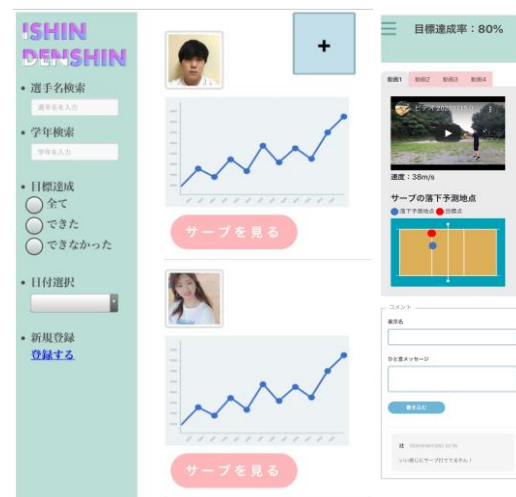 ISHIN
DENSHIN
選手名検索
選手名を入力
学年検索
学年を入力
目標達成
全て
できた
できなかった
日付選択
新規登録
登録する
+
サーブを見る
サーブを見る
目標達成率：80%
動画1 動画2 動画3 動画4
速度：38m/s
サーブの落下予測地点
落下予測地点 目標点
コメント
表示名
ひと言メッセージ
書き込む